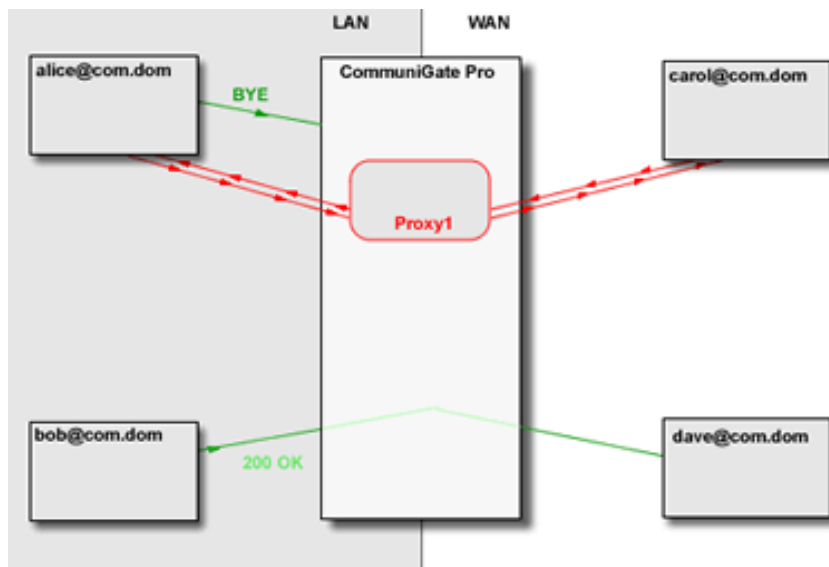 LAN
WAN
alice@com.dom
CommuniGate Pro
carol@com.dom
BYE
Proxy1
bob@com.dom
dave@com.dom
200 OK